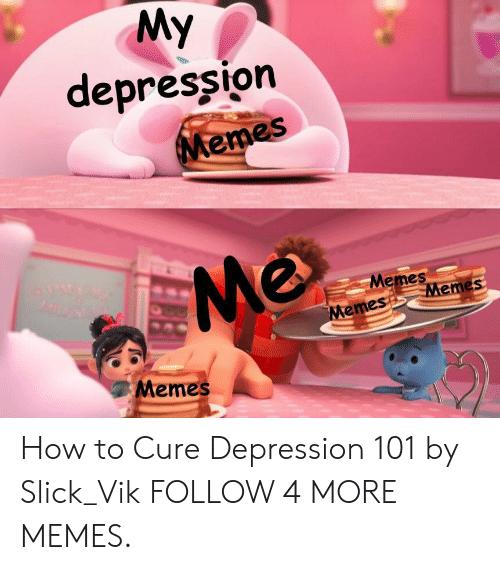 My
depression
Memes
Me
Memes
Memes
Memes
Memes
How to Cure Depression 101 by
Slick_Vik FOLLOW 4 MORE
MEMES.